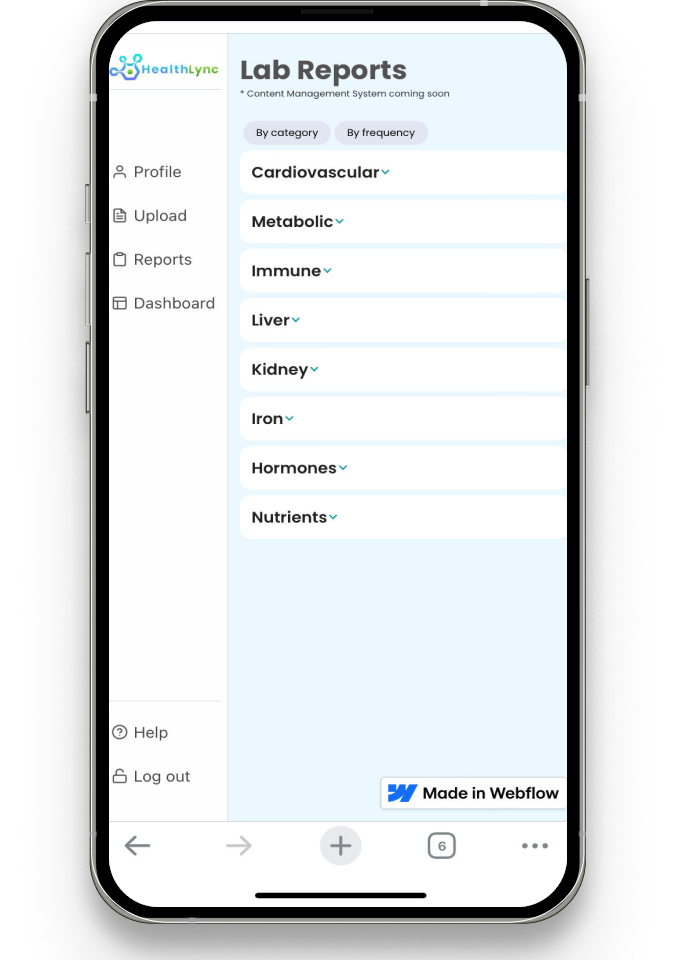 HealthLync
Profile
Upload
Reports
Dashboard
Help
Log out
Lab Reports
* Content Management System coming soon
By category
By frequency
Cardiovascular
Metabolic
Immune
Liver
Kidney
Iron
Hormones
Nutrients
Made in Webflow
6